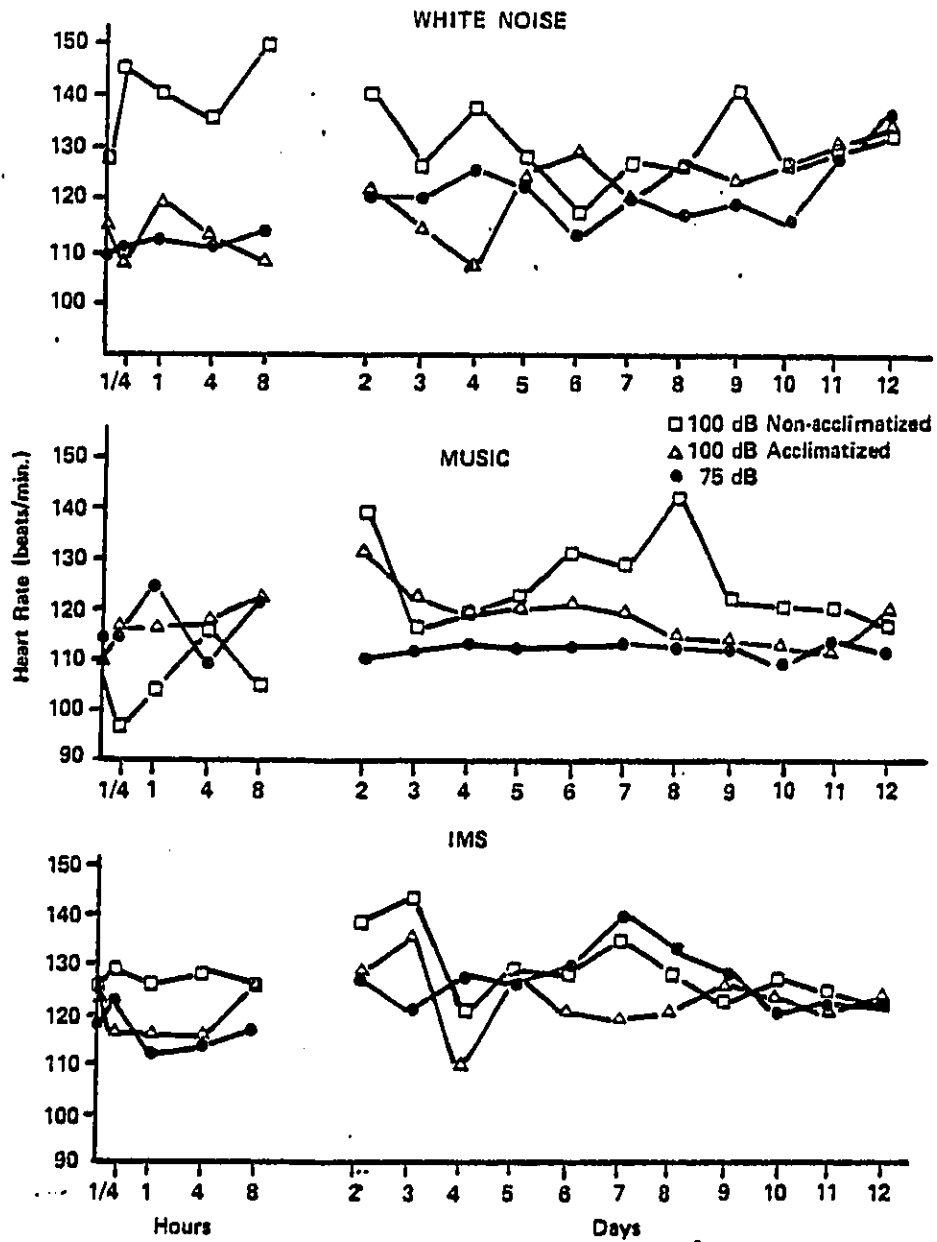 WHITE NOISE
150
140
130
120
110
100
1/4 1 4 8 2 3 4 5 6 7 8 9 10 11 12
□ 100 dB Non-acclimatized
△ 100 dB Acclimatized
● 75 dB
MUSIC
Heart Rate (beats/min.)
150
140
130
120
110
100
90
1/4 1 4 8 2 3 4 5 6 7 8 9 10 11 12
IMS
150
140
130
120
110
100
90
1/4 1 4 8 2 3 4 5 6 7 8 9 10 11 12
Hours Days